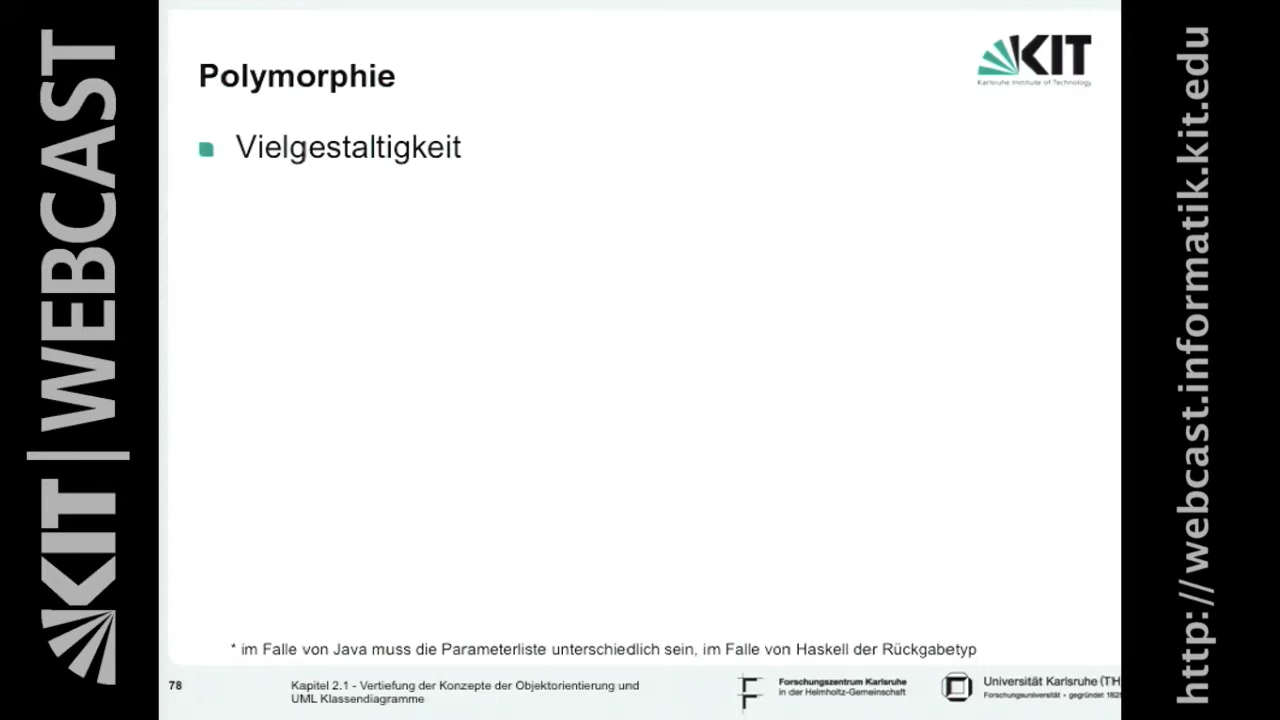 KIT | WEBCAST
Polymorphie
KIT
Karlsruhe Institute of Technology
Vielgestaltigkeit
* im Falle von Java muss die Parameterliste unterschiedlich sein, im Falle von Haskell der Rückgabetyp
78
Kapitel 2.1 - Vertiefung der Konzepte der Objektorientierung und
UML Klassendiagramme
Forschungszentrum Karlsruhe
in der Helmholtz-Gemeinschaft
Universität Karlsruhe (TH
Forschungsuniversität - gegründet 182
http://webcast.informatik.kit.edu